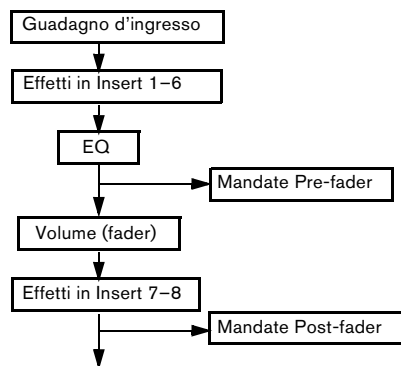 Guadagno d'ingresso
Effetti in Insert 1–6
EQ
Mandate Pre-fader
Volume (fader)
Effetti in Insert 7–8
Mandate Post-fader